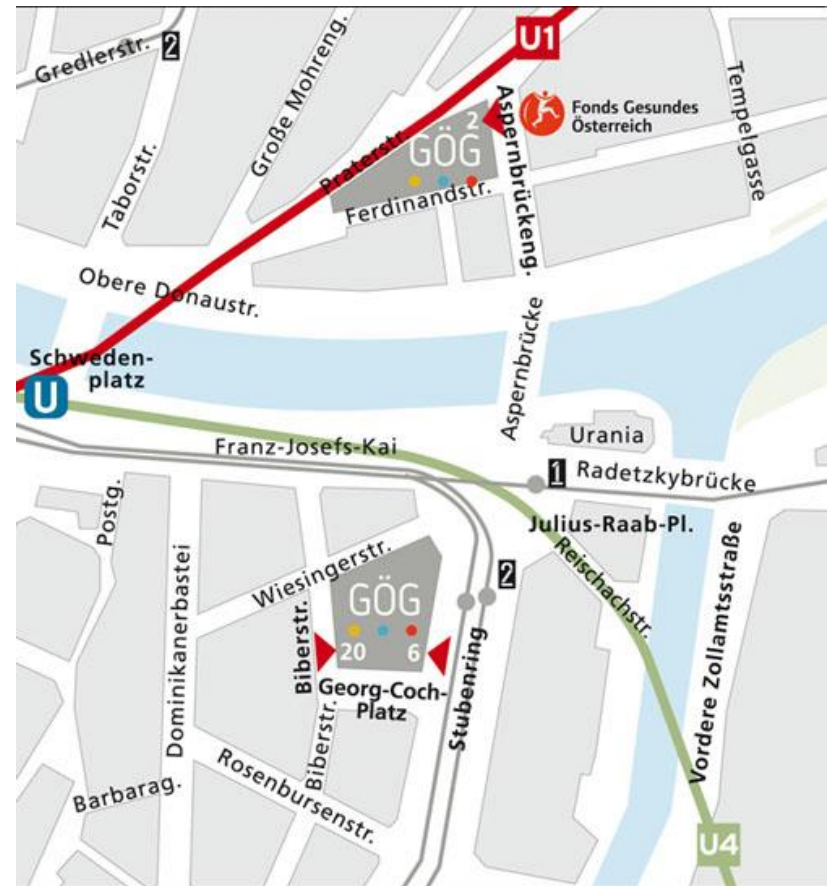 U1
Gredlerstr.
2
Große Mohreng.
Taborstr.
Praterstr.
GÖG
2
Aspernbrückeng.
Fonds Gesundes
Österreich
Tempelgasse
Ferdinandstr.
Obere Donaustr.
Schweden-
platz
U
Aspernbrücke
Urania
Franz-Josefs-Kai
1
Radetzkybrücke
Julius-Raab-Pl.
Postg.
Dominikanerbastei
Wiesingerstr.
GÖG
20
6
Biberstr.
Georg-Coch-
Platz
2
Stubenring
Reischachstr.
Vordere Zollamtsstraße
Biberstr.
Barbarag.
Rosenbursenstr.
U4